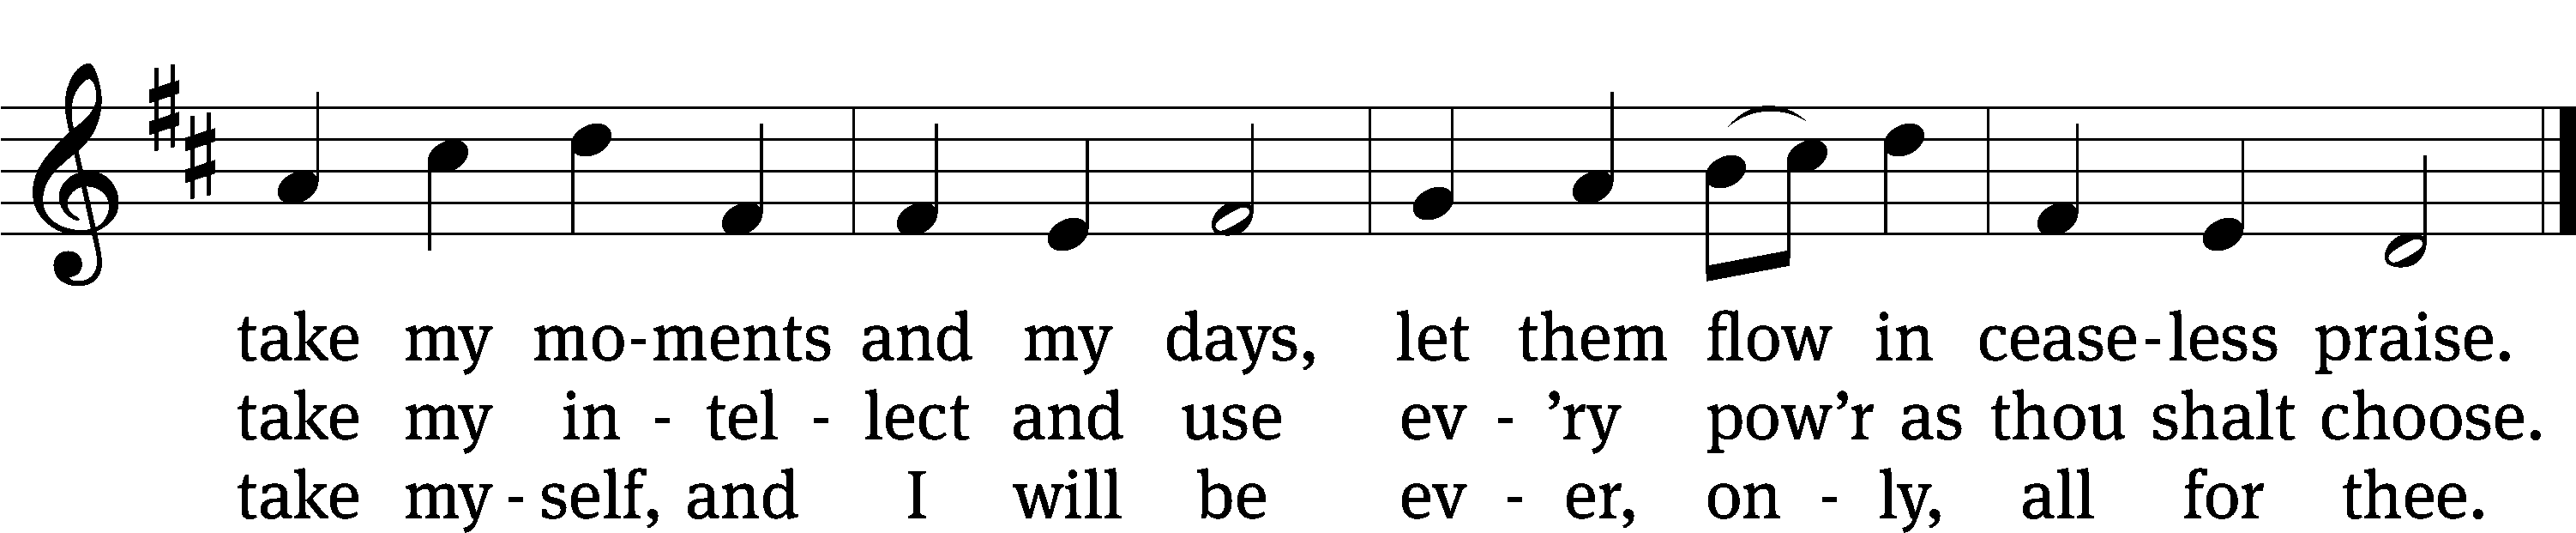 take my mo-ments and my days, let them flow in cease-less praise.
take my in - tel - lect and use ev - ’ry pow’r as thou shalt choose.
take my - self, and I will be ev - er, on - ly, all for thee.